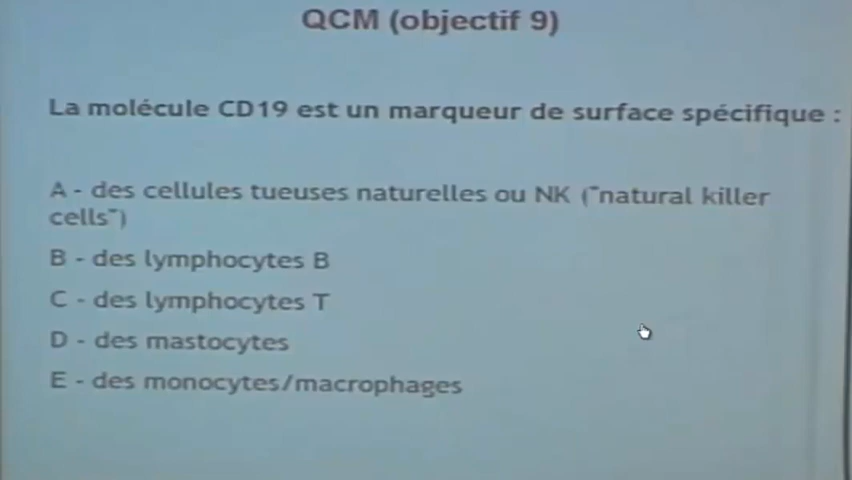 QCM (objectif 9)
La molécule CD19 est un marqueur de surface spécifique :
A - des cellules tueuses naturelles ou NK ("natural killer
cells")
B - des lymphocytes B
C - des lymphocytes T
D - des mastocytes
E - des monocytes/macrophages